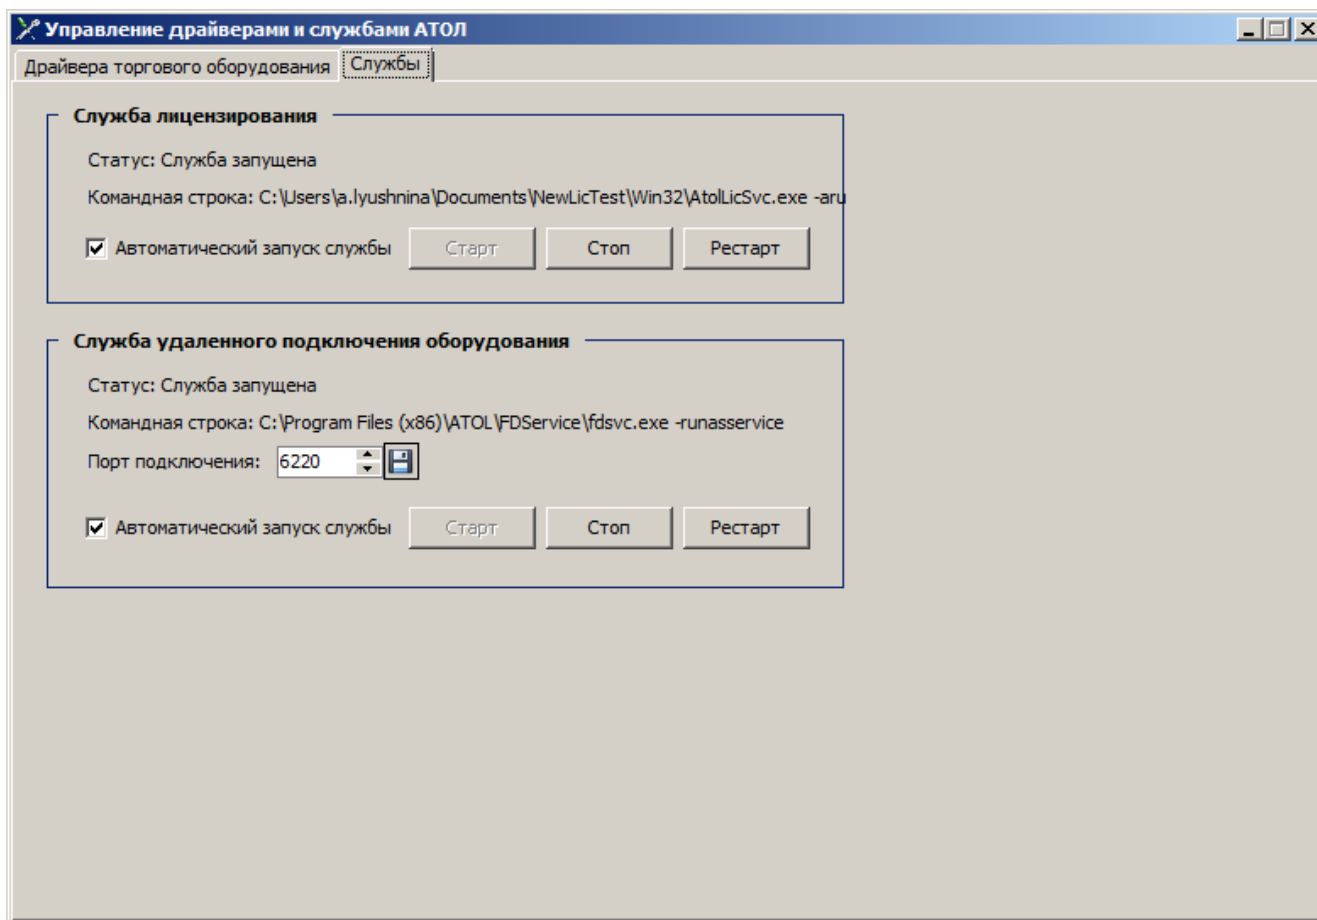 Управление драйверами и службами АТОЛ
Драйвера торгового оборудования Службы
Служба лицензирования
Статус: Служба запущена
Командная строка: C:\Users\a.lyushnina\Documents\NewLicTest\Win32\AtolLicSvc.exe -aru
Автоматический запуск службы Старт Стоп Рестарт
Служба удаленного подключения оборудования
Статус: Служба запущена
Командная строка: C:\Program Files (x86)\ATOL\FDService\fdsvc.exe -runasservice
Порт подключения: 6220
Автоматический запуск службы Старт Стоп Рестарт